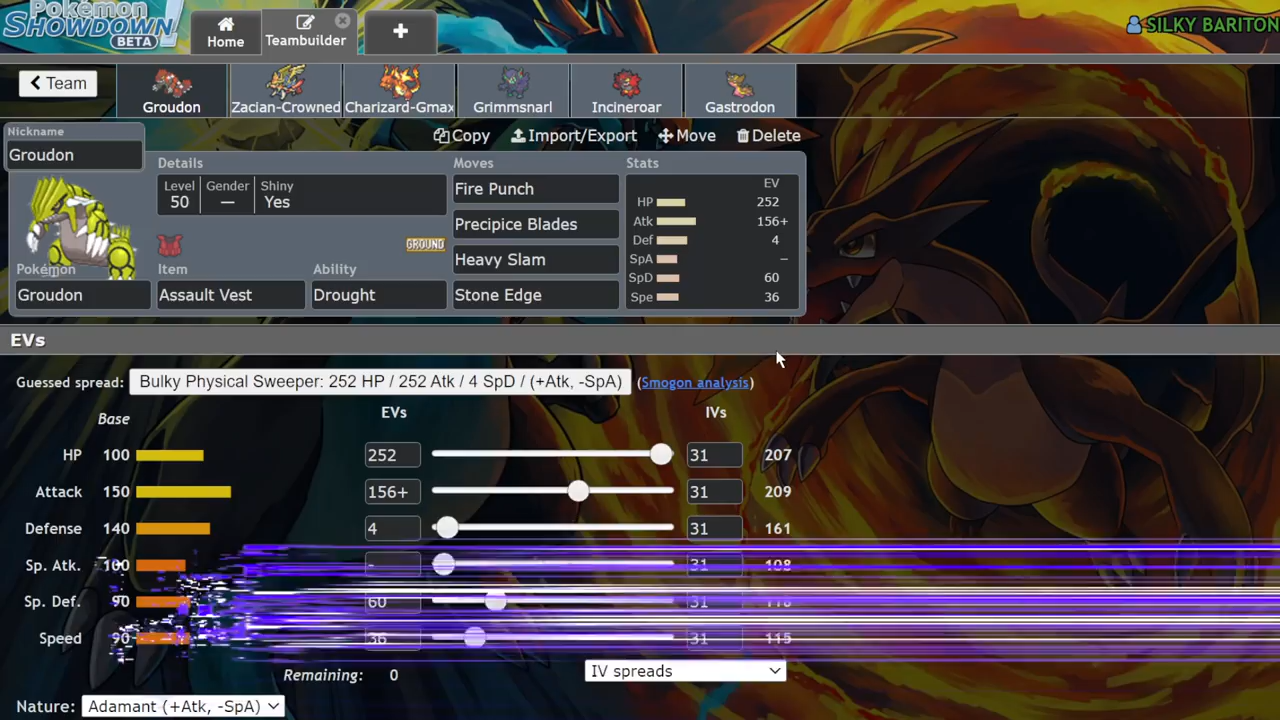 Pokémon
SHOWDOWN!
BETA
Home
Teambuilder
SILKY BARITON
Team
Groudon
Zacian-Crowned
Charizard-Gmax
Grimmsnarl
Incineroar
Gastrodon
Copy
Import/Export
Move
Delete
Nickname
Groudon
Details
Moves
Stats
Level
Gender
Shiny
50
—
Yes
Fire Punch
Precipice Blades
Heavy Slam
Stone Edge
EV
HP 252
Atk 156+
Def 4
SpA –
SpD 60
Spe 36
GROUND
Pokémon
Item
Ability
Groudon
Assault Vest
Drought
EVs
Guessed spread: Bulky Physical Sweeper: 252 HP / 252 Atk / 4 SpD / (+Atk, -SpA) (Smogon analysis)
Base EVs IVs
HP 100 252 31 207
Attack 150 156+ 31 209
Defense 140 4 31 161
Sp. Atk. 100 - 31 108
Sp. Def. 90 60 31
Speed 90 36 31 115
Remaining: 0
IV spreads
Nature: Adamant (+Atk, -SpA)